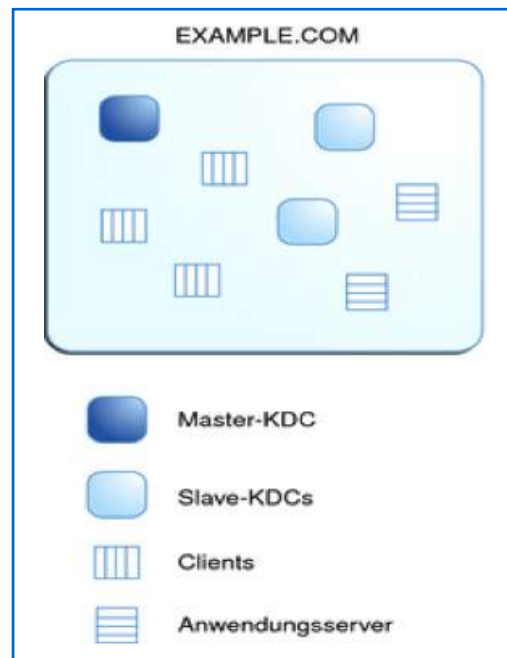 EXAMPLE.COM
Master-KDC
Slave-KDCs
Clients
Anwendungsserver